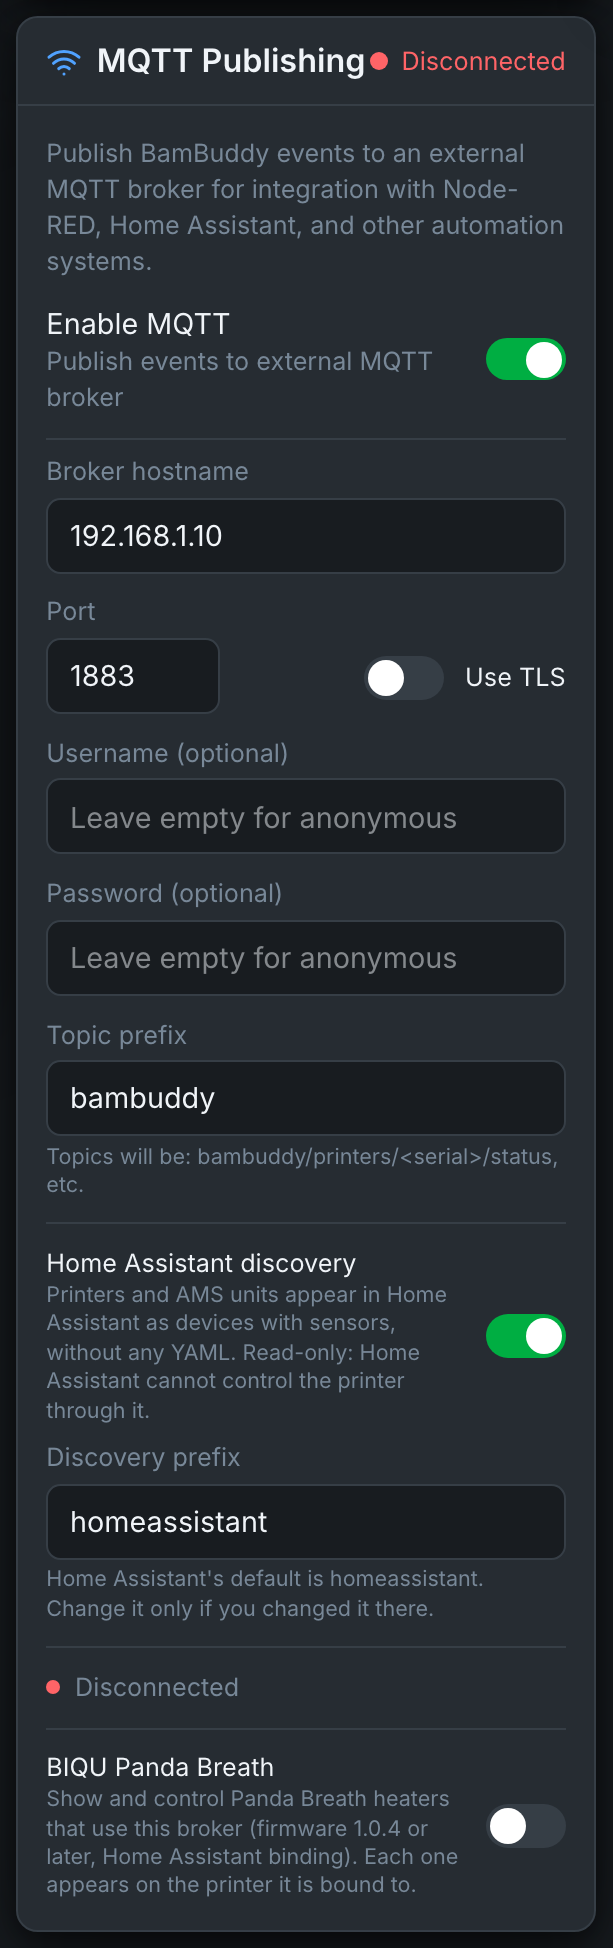 MQTT Publishing
Disconnected
Publish BamBuddy events to an external
MQTT broker for integration with Node-
RED, Home Assistant, and other automation
systems.
Enable MQTT
Publish events to external MQTT
broker
Broker hostname
192.168.1.10
Port
1883
Use TLS
Username (optional)
Leave empty for anonymous
Password (optional)
Leave empty for anonymous
Topic prefix
bambuddy
Topics will be: bambuddy/printers/<serial>/status,
etc.
Home Assistant discovery
Printers and AMS units appear in Home
Assistant as devices with sensors,
without any YAML. Read-only: Home
Assistant cannot control the printer
through it.
Discovery prefix
homeassistant
Home Assistant's default is homeassistant.
Change it only if you changed it there.
Disconnected
BIQU Panda Breath
Show and control Panda Breath heaters
that use this broker (firmware 1.0.4 or
later, Home Assistant binding). Each one
appears on the printer it is bound to.